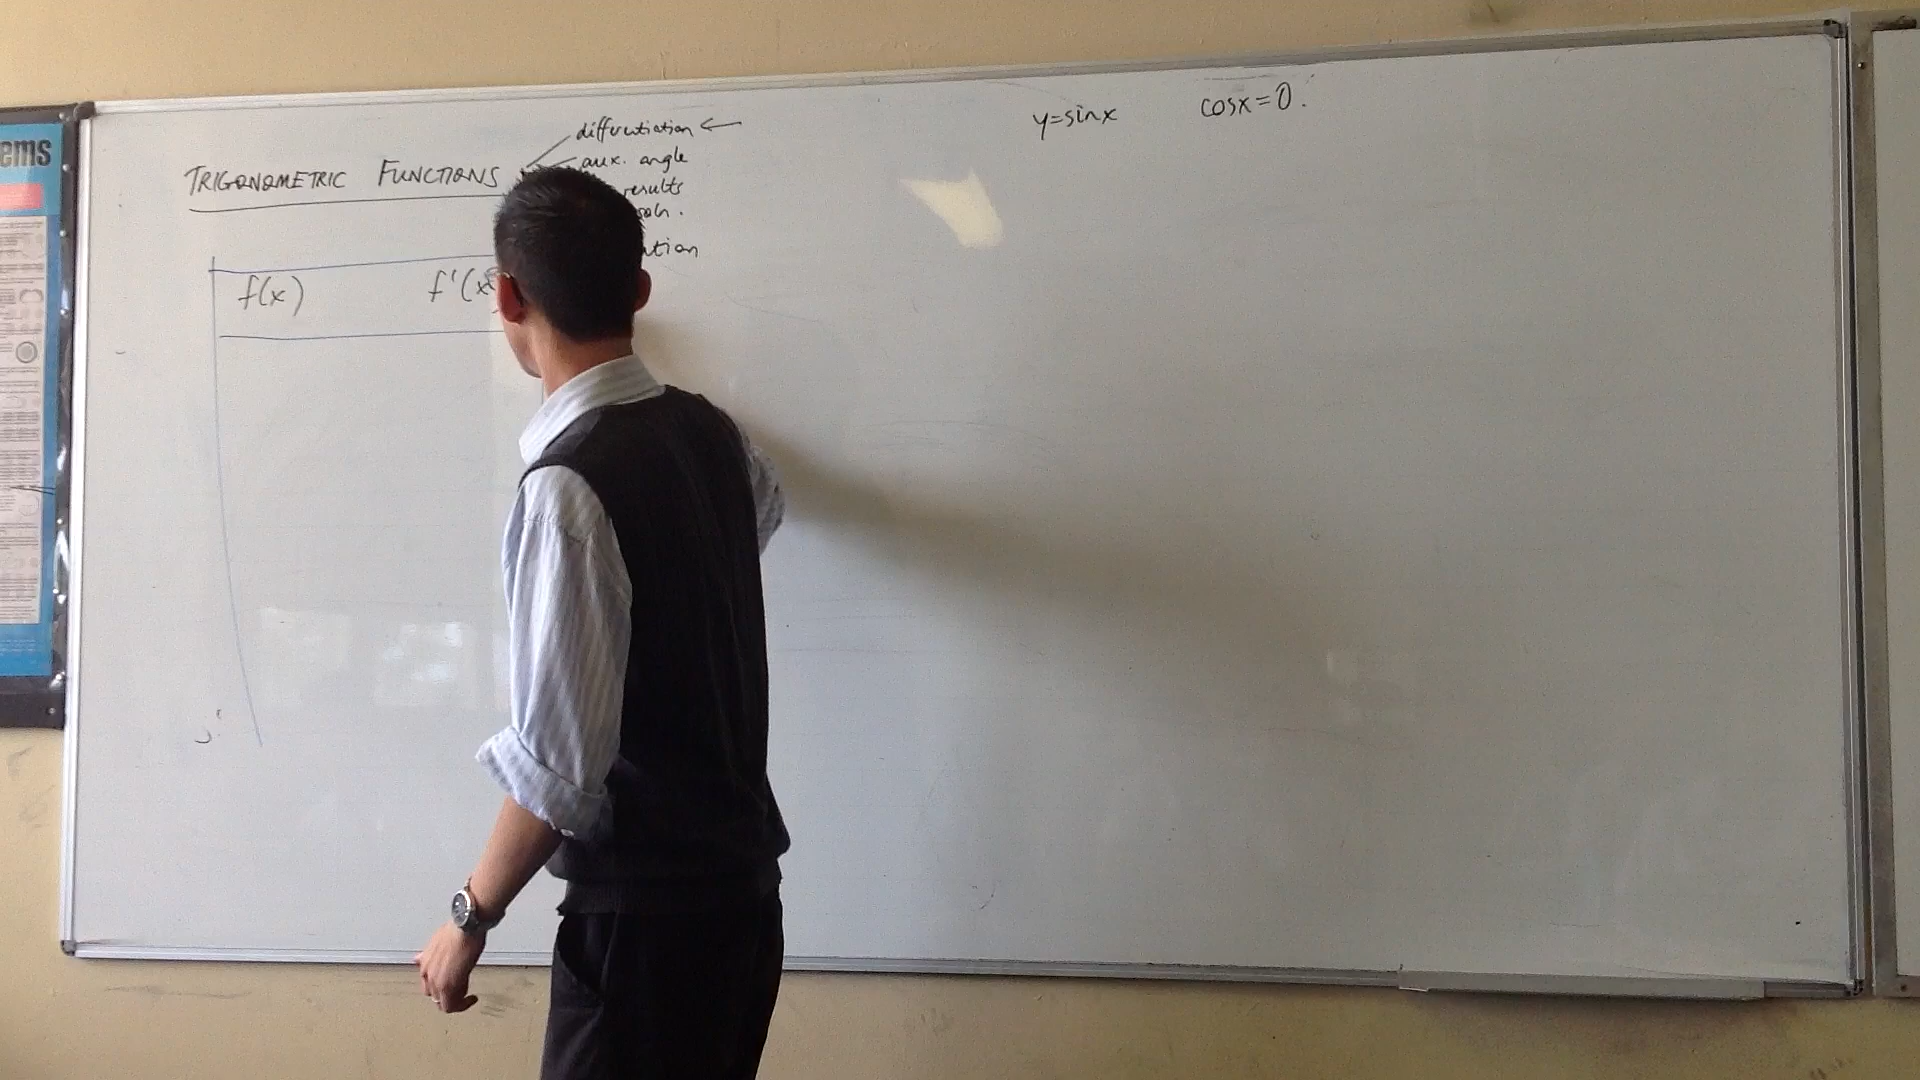 TRIGONOMETRIC FUNCTIONS
differentiation ←
aux. angle
results
f(x) f'(x)
y=sinx cosx=0.
ems